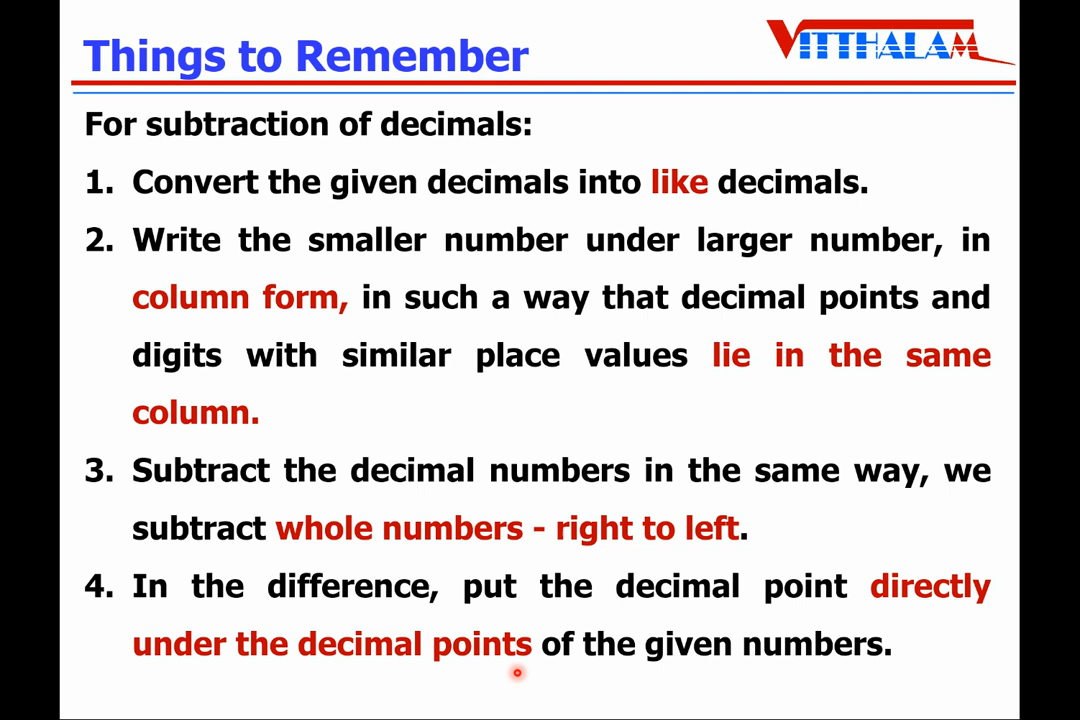 Things to Remember
VITTHALAM
For subtraction of decimals:
1. Convert the given decimals into like decimals.
2. Write the smaller number under larger number, in
column form, in such a way that decimal points and
digits with similar place values lie in the same
column.
3. Subtract the decimal numbers in the same way, we
subtract whole numbers - right to left.
4. In the difference, put the decimal point directly
under the decimal points of the given numbers.